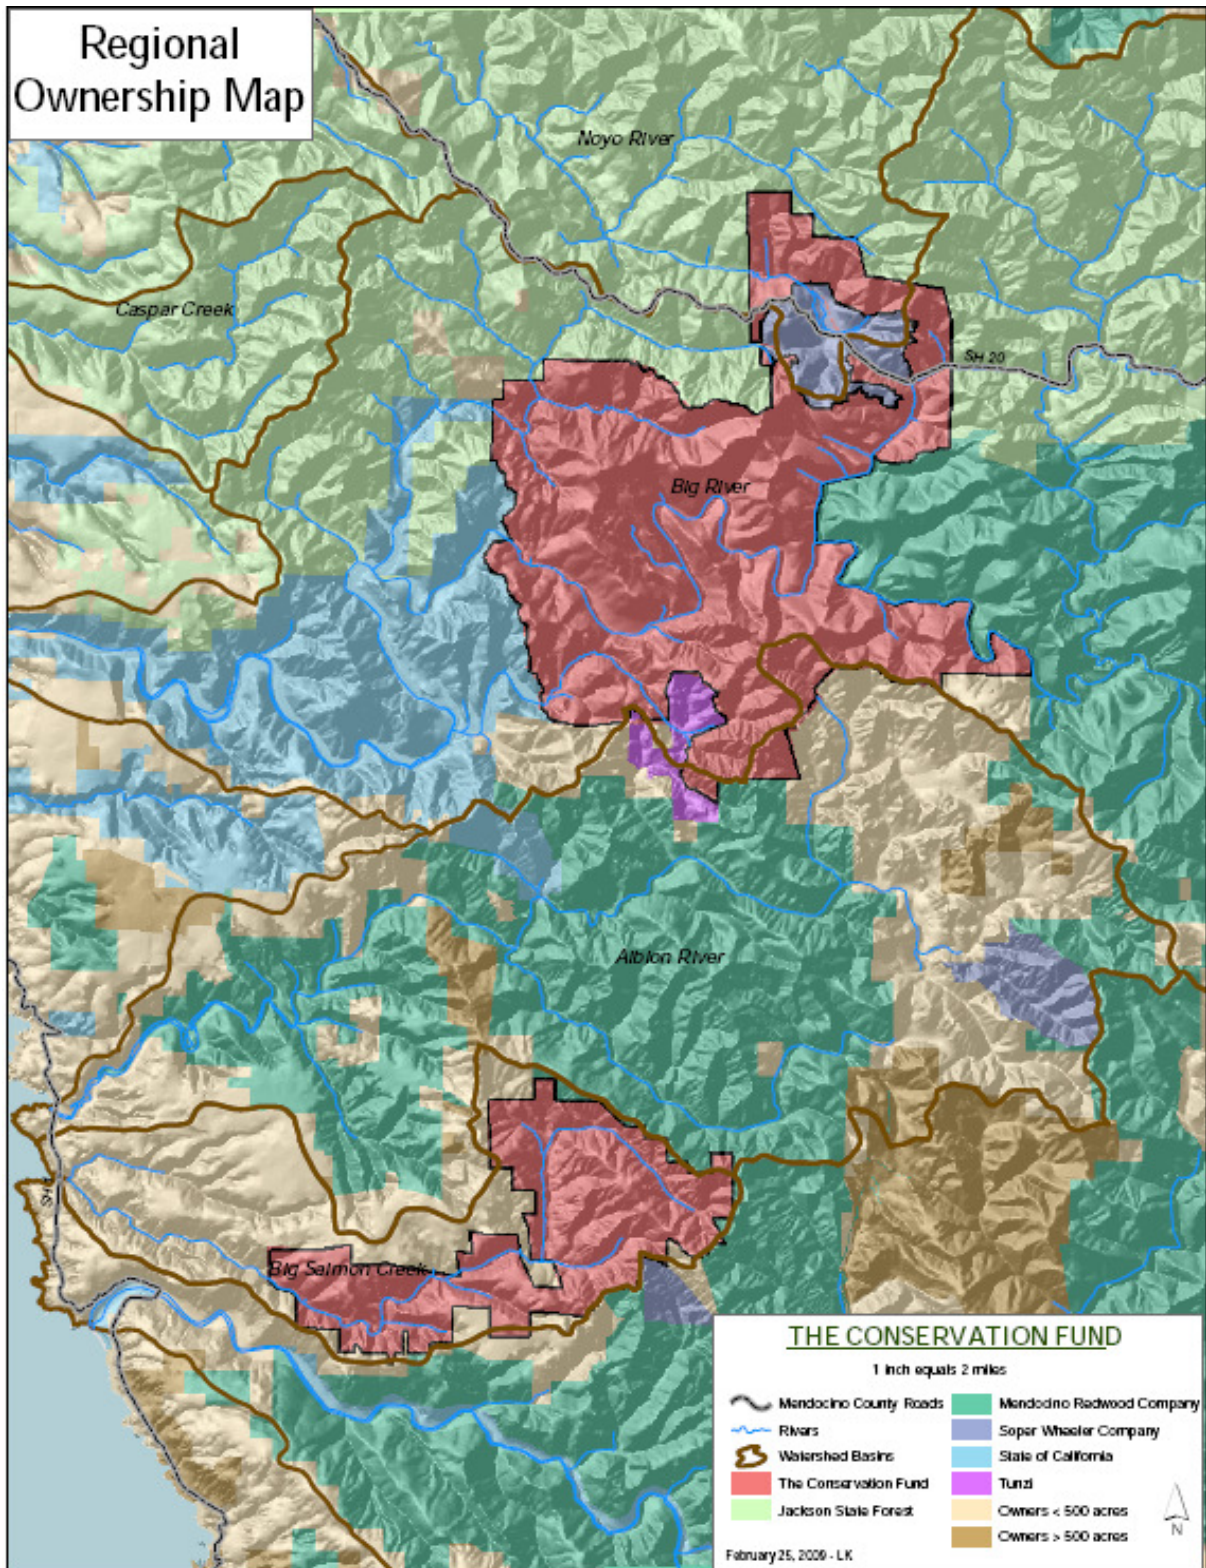 Regional
Ownership Map
Noyo River
Caspar Creek
SH 20
Big River
Albion River
SH 1
Big Salmon Creek
THE CONSERVATION FUND
1 inch equals 2 miles
Mendocino County Roads
Rivers
Watershed Basins
The Conservation Fund
Jackson State Forest
Mendocino Redwood Company
Soper Wheeler Company
State of California
Tunzi
Owners < 500 acres
Owners > 500 acres
N
February 25, 2009 - LK